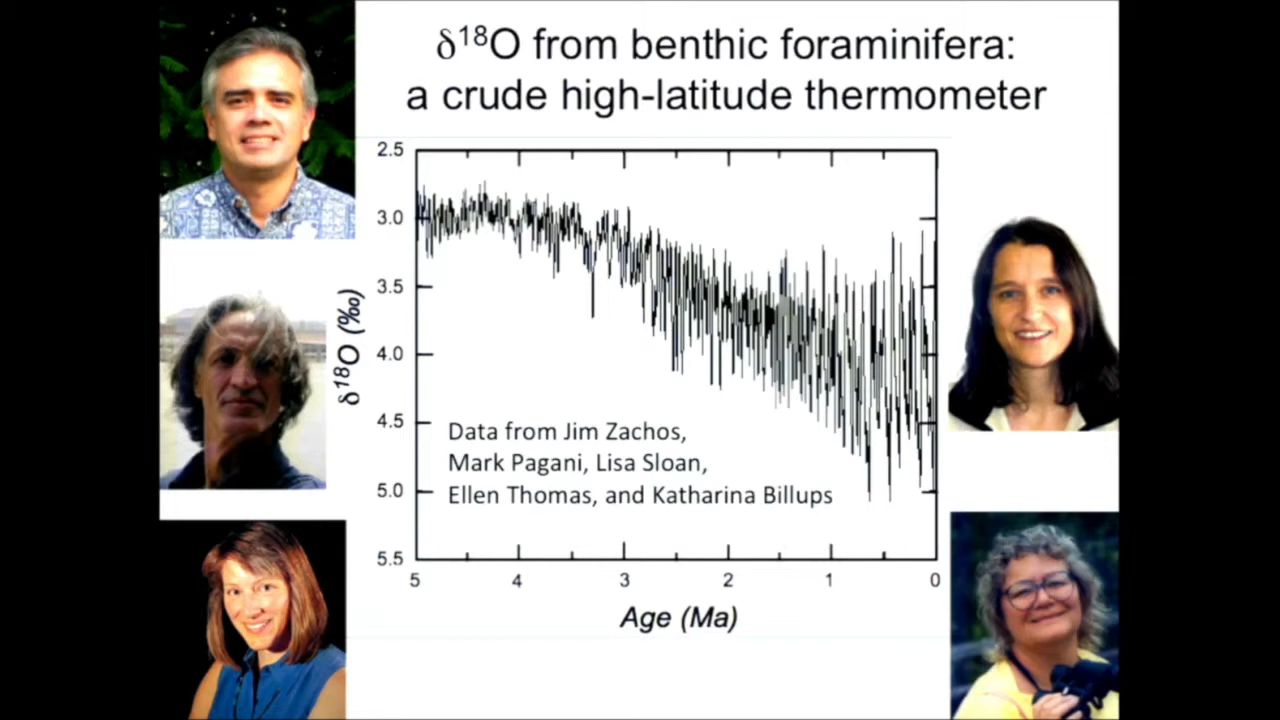 δ¹⁸O from benthic foraminifera:
a crude high-latitude thermometer
2.5
3.0
3.5
4.0
4.5
5.0
5.5
δ¹⁸O (‰)
Data from Jim Zachos,
Mark Pagani, Lisa Sloan,
Ellen Thomas, and Katharina Billups
5 4 3 2 1 0
Age (Ma)